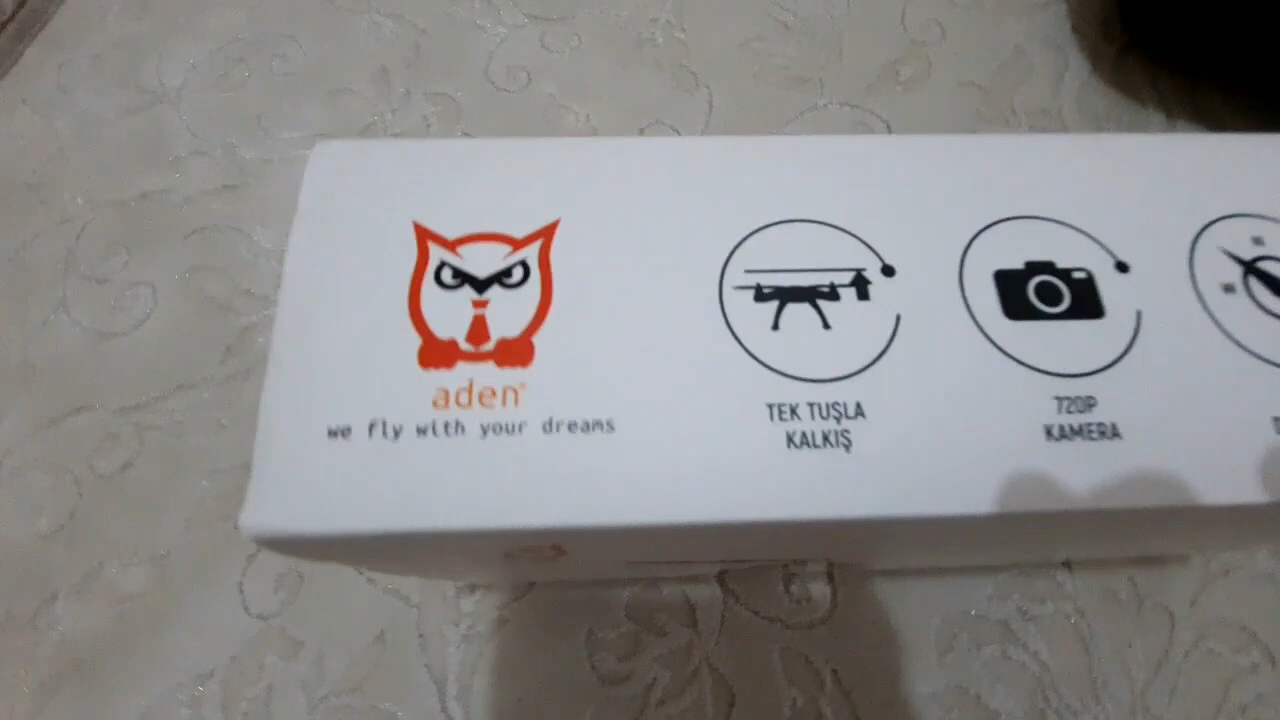 aden
we fly with your dreams
TEK TUŞLA
KALKIŞ
720P
KAMERA